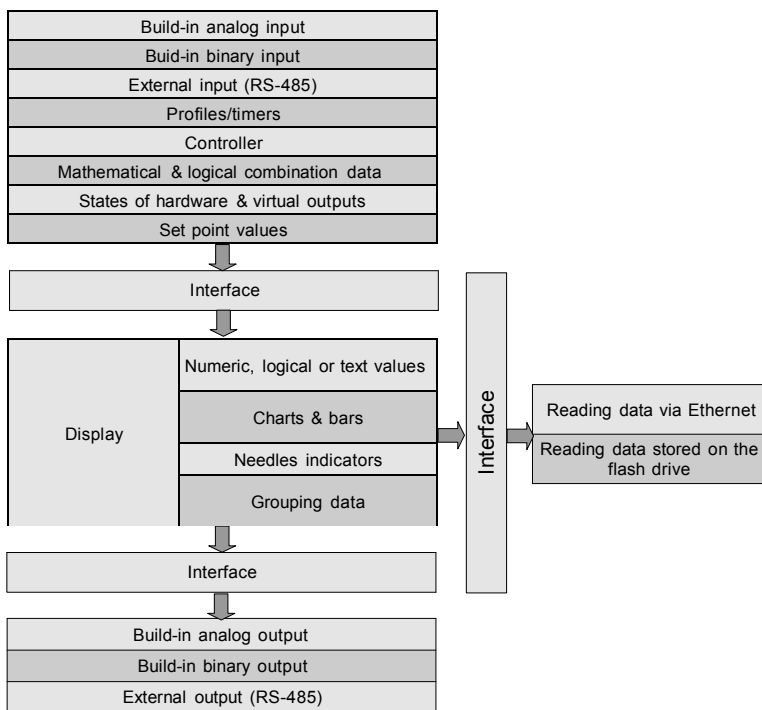 Build-in analog input
Buid-in binary input
External input (RS-485)
Profiles/timers
Controller
Mathematical & logical combination data
States of hardware & virtual outputs
Set point values
Interface
Display
Numeric, logical or text values
Charts & bars
Needles indicators
Grouping data
Interface
Reading data via Ethernet
Reading data stored on the
flash drive
Interface
Build-in analog output
Build-in binary output
External output (RS-485)